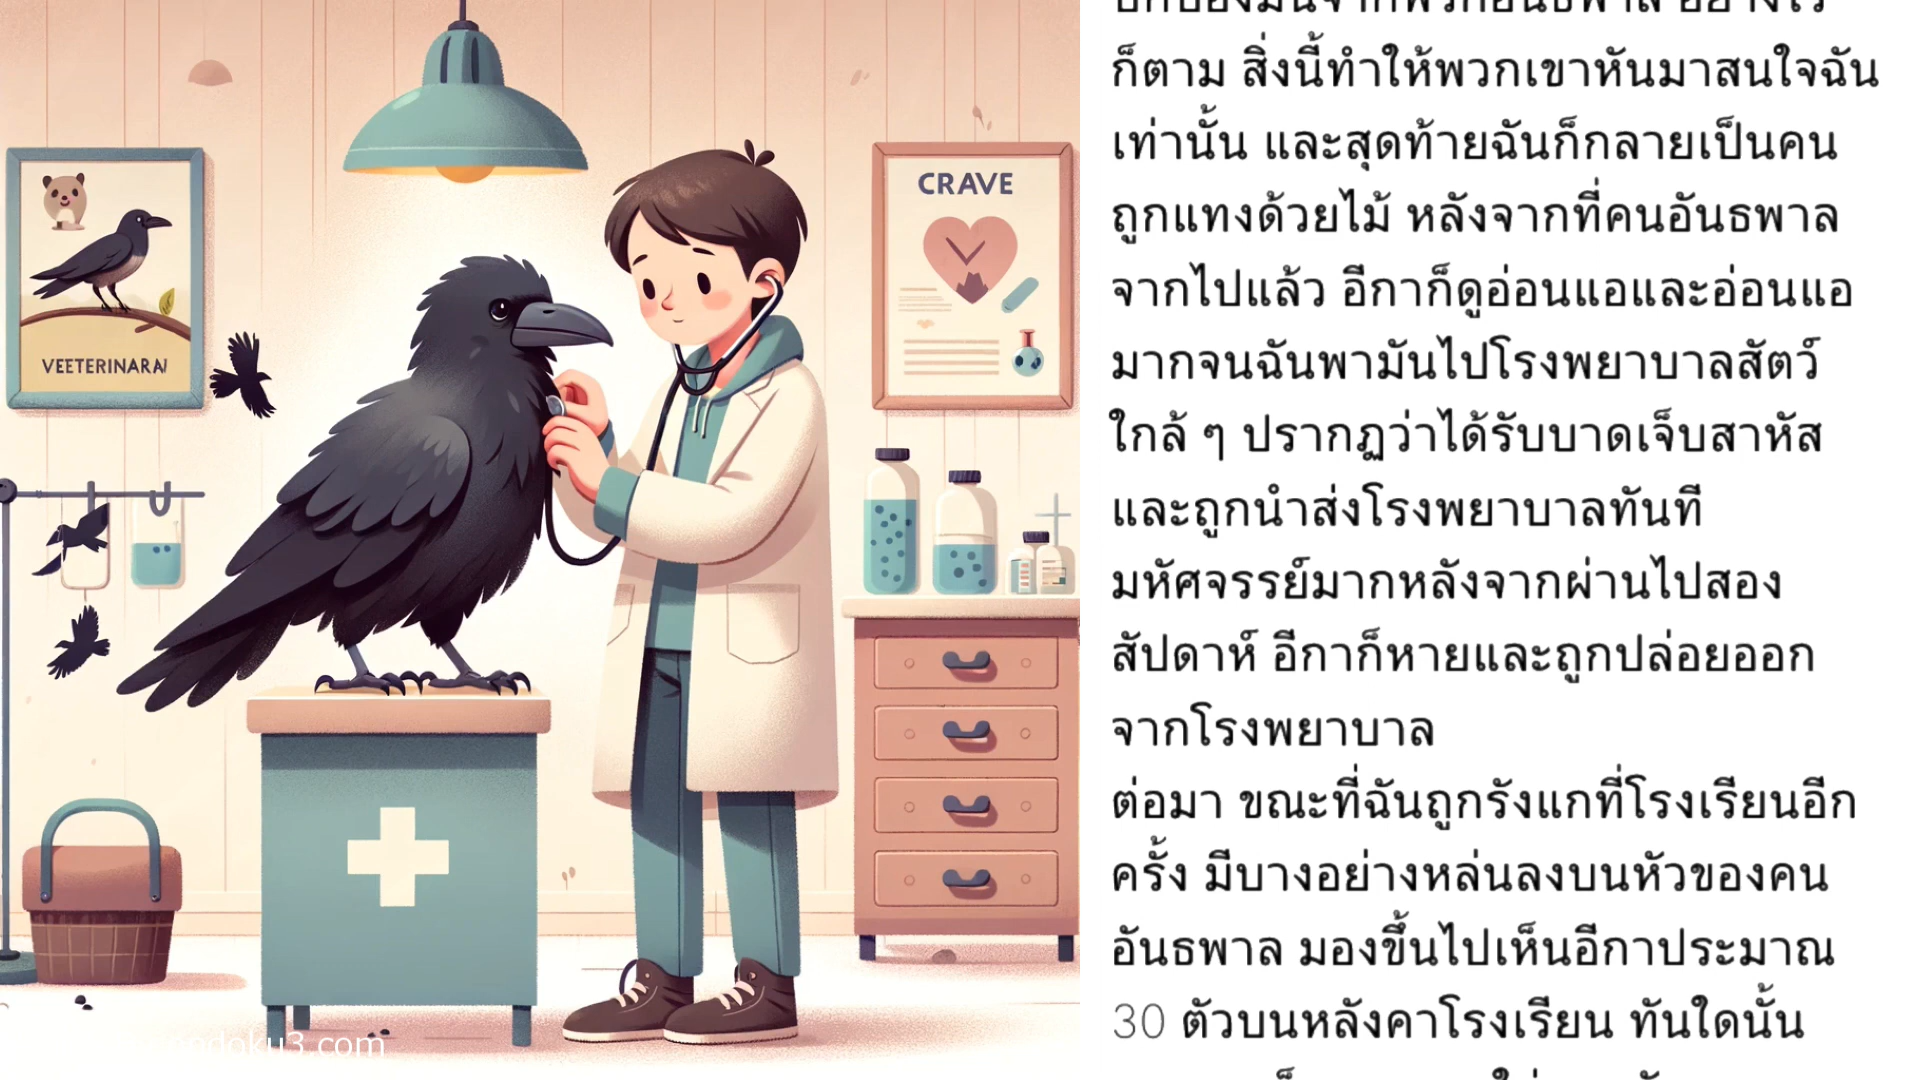 VEETERINARA
CRAVE
doku3.com
ก็ตาม สิ่งนี้ทำให้พวกเขาหันมาสนใจฉัน
เท่านั้น และสุดท้ายฉันก็กลายเป็นคน
ถูกแทงด้วยไม้ หลังจากที่คนอันธพาล
จากไปแล้ว อีกาก็ดูอ่อนแอและอ่อนแอ
มากจนฉันพามันไปโรงพยาบาลสัตว์
ใกล้ ๆ ปรากฏว่าได้รับบาดเจ็บสาหัส
และถูกนำส่งโรงพยาบาลทันที
มหัศจรรย์มากหลังจากผ่านไปสอง
สัปดาห์ อีกาก็หายและถูกปล่อยออก
จากโรงพยาบาล
ต่อมา ขณะที่ฉันถูกรังแกที่โรงเรียนอีก
ครั้ง มีบางอย่างหล่นลงบนหัวของคน
อันธพาล มองขึ้นไปเห็นอีกาประมาณ
30 ตัวบนหลังคาโรงเรียน ทันใดนั้น